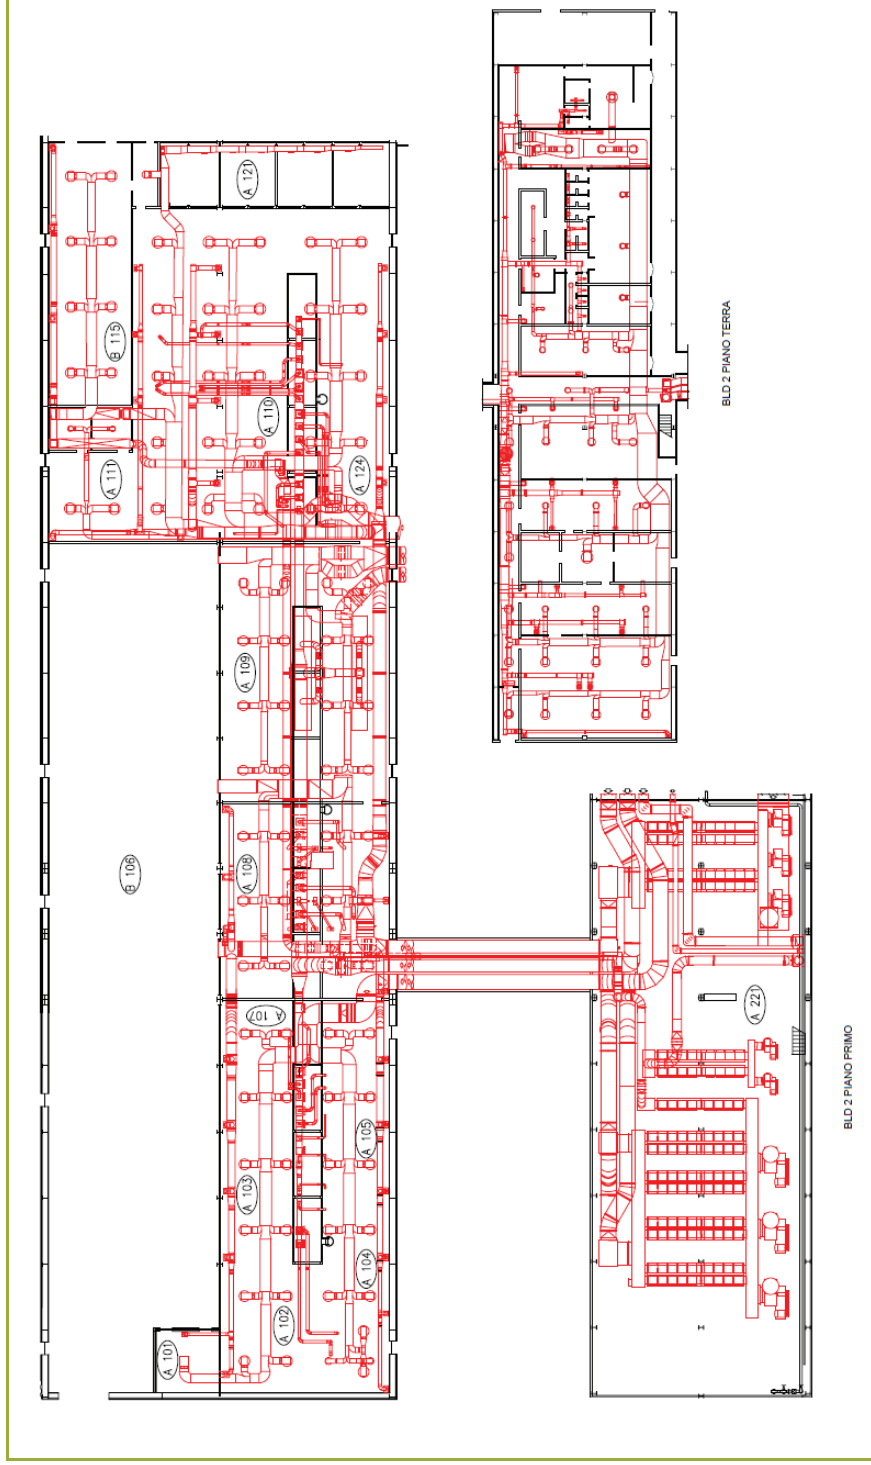 A 121
B 115
A 110
A 111
A 124
BLD 2 PIANO TERRA
A 109
B 106
A 108
A 107
A 221
BLD 2 PIANO PRIMO
A 105
A 103
A 104
A 102
A 101